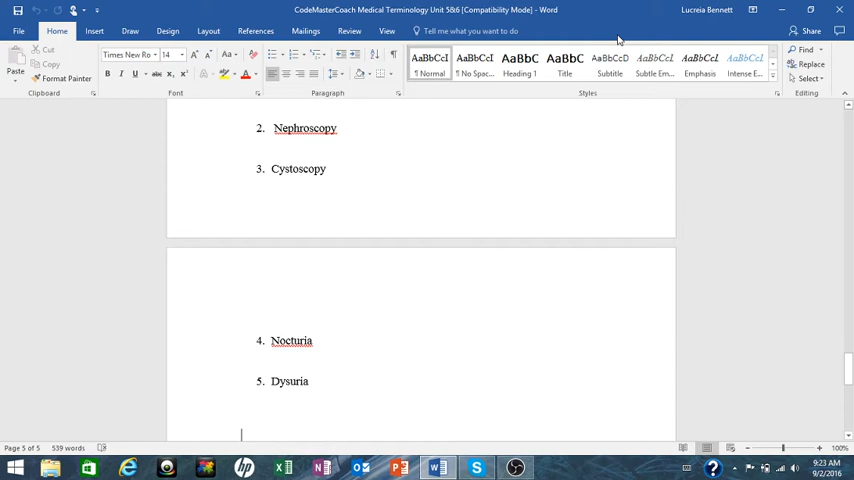 CodeMasterCoach Medical Terminology Unit 5&6 [Compatibility Mode] - Word
Lucreia Bennett
File Home Insert Draw Design Layout References Mailings Review View Tell me what you want to do Share
Paste
Cut
Copy
Format Painter
Clipboard
Times New Ro 14
B I U abc X₂ X²
Font
Paragraph
AaBbCcI AaBbCcI AaBbC AaBbC AaBbCcD AaBbCcI AaBbCcI AaBbCcI
¶ Normal ¶ No Spac... Heading 1 Title Subtitle Subtle Em... Emphasis Intense E...
Styles
Find
Replace
Select
Editing
2. Nephroscopy
3. Cystoscopy
4. Nocturia
5. Dysuria
Page 5 of 5 539 words 100%
9:23 AM
9/2/2016